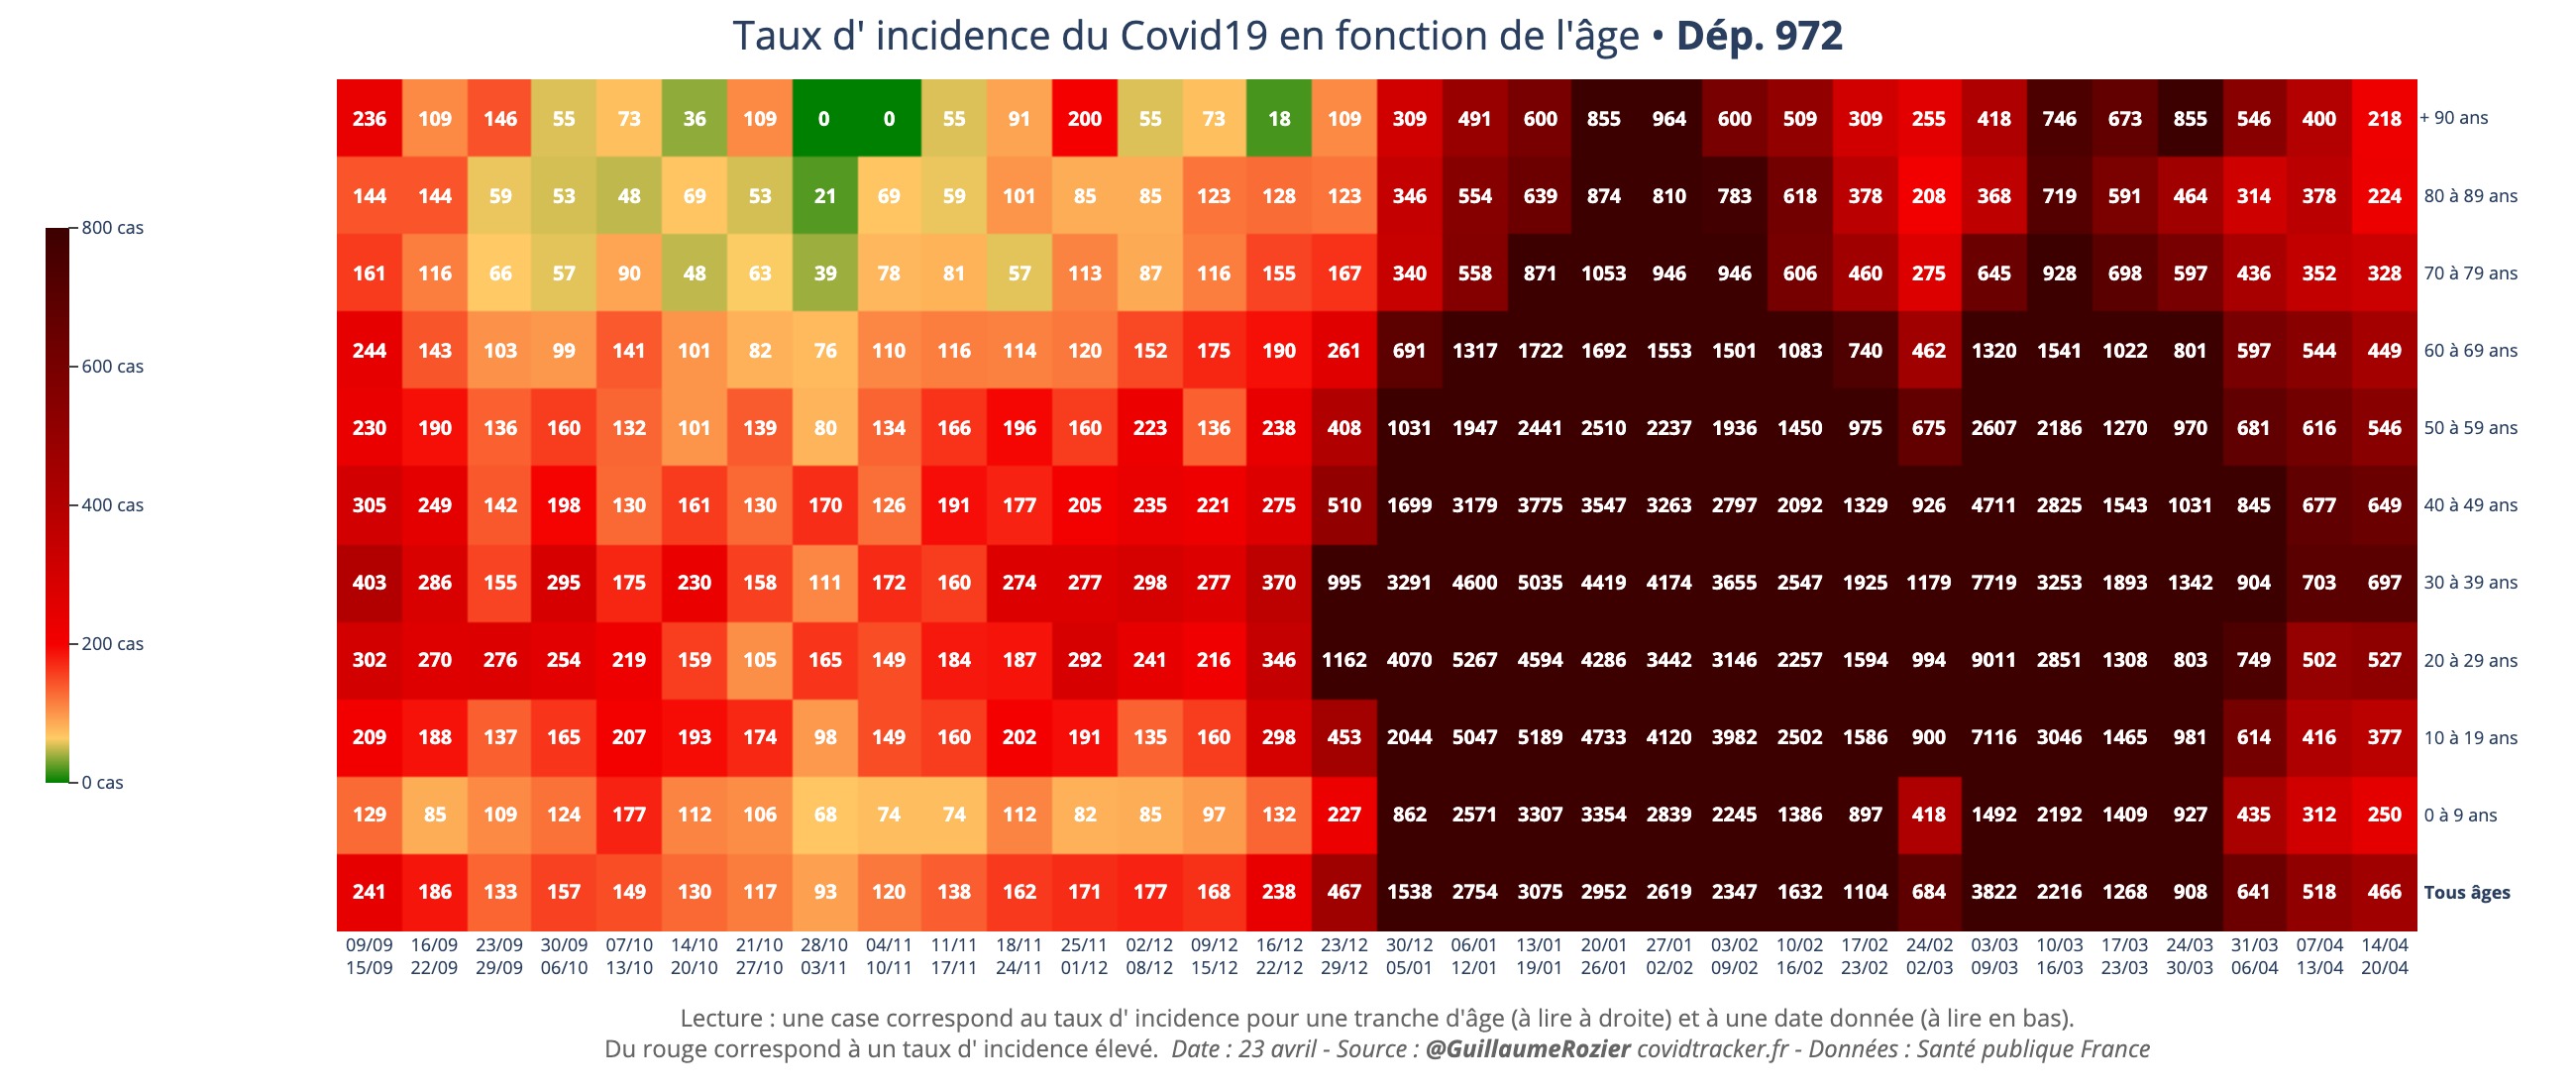 Taux d' incidence du Covid19 en fonction de l'âge • Dép. 972
236 109 146 55 73 36 109 0 0 55 91 200 55 73 18 109 309 491 600 855 964 600 509 309 255 418 746 673 855 546 400 218 + 90 ans
144 144 59 53 48 69 53 21 69 59 101 85 85 123 128 123 346 554 639 874 810 783 618 378 208 368 719 591 464 314 378 224 80 à 89 ans
800 cas
161 116 66 57 90 48 63 39 78 81 57 113 87 116 155 167 340 558 871 1053 946 946 606 460 275 645 928 698 597 436 352 328 70 à 79 ans
244 143 103 99 141 101 82 76 110 116 114 120 152 175 190 261 691 1317 1722 1692 1553 1501 1083 740 462 1320 1541 1022 801 597 544 449 60 à 69 ans
600 cas
230 190 136 160 132 101 139 80 134 166 196 160 223 136 238 408 1031 1947 2441 2510 2237 1936 1450 975 675 2607 2186 1270 970 681 616 546 50 à 59 ans
400 cas
305 249 142 198 130 161 130 170 126 191 177 205 235 221 275 510 1699 3179 3775 3547 3263 2797 2092 1329 926 4711 2825 1543 1031 845 677 649 40 à 49 ans
403 286 155 295 175 230 158 111 172 160 274 277 298 277 370 995 3291 4600 5035 4419 4174 3655 2547 1925 1179 7719 3253 1893 1342 904 703 697 30 à 39 ans
200 cas
302 270 276 254 219 159 105 165 149 184 187 292 241 216 346 1162 4070 5267 4594 4286 3442 3146 2257 1594 994 9011 2851 1308 803 749 502 527 20 à 29 ans
209 188 137 165 207 193 174 98 149 160 202 191 135 160 298 453 2044 5047 5189 4733 4120 3982 2502 1586 900 7116 3046 1465 981 614 416 377 10 à 19 ans
0 cas
129 85 109 124 177 112 106 68 74 74 112 82 85 97 132 227 862 2571 3307 3354 2839 2245 1386 897 418 1492 2192 1409 927 435 312 250 0 à 9 ans
241 186 133 157 149 130 117 93 120 138 162 171 177 168 238 467 1538 2754 3075 2952 2619 2347 1632 1104 684 3822 2216 1268 908 641 518 466 Tous âges
09/09 16/09 23/09 30/09 07/10 14/10 21/10 28/10 04/11 11/11 18/11 25/11 02/12 09/12 16/12 23/12 30/12 06/01 13/01 20/01 27/01 03/02 10/02 17/02 24/02 03/03 10/03 17/03 24/03 31/03 07/04 14/04
15/09 22/09 29/09 06/10 13/10 20/10 27/10 03/11 10/11 17/11 24/11 01/12 08/12 15/12 22/12 29/12 05/01 12/01 19/01 26/01 02/02 09/02 16/02 23/02 02/03 09/03 16/03 23/03 30/03 06/04 13/04 20/04
Lecture : une case correspond au taux d' incidence pour une tranche d'âge (à lire à droite) et à une date donnée (à lire en bas).
Du rouge correspond à un taux d' incidence élevé. Date : 23 avril - Source : @GuillaumeRozier covidtracker.fr - Données : Santé publique France